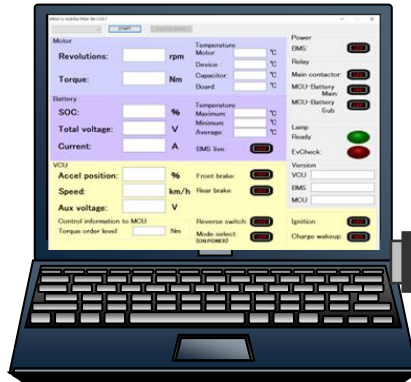 START
Motor
Revolutions: rpm
Torque: Nm
Temperature
Motor: ℃
Device: ℃
Capacitor: ℃
Board ℃
Battery
SOC: %
Total voltage: V
Current: A
Temperature
Maximum: ℃
Minimum: ℃
Average: ℃
BMS live:
VCU
Accel position: %
Speed: km/h
Aux voltage: V
Front brake:
Rear brake:
Control information to MCU
Torque order level: Nm
Reverse switch:
Mode select:
(ON:POWER)
Power
BMS:
Relay
Main contactor:
MCU-Battery
Main:
MCU-Battery
Sub:
Lamp
Ready:
EvCheck:
Version
VCU
BMS
MCU
Ignition:
Charge wakeup: